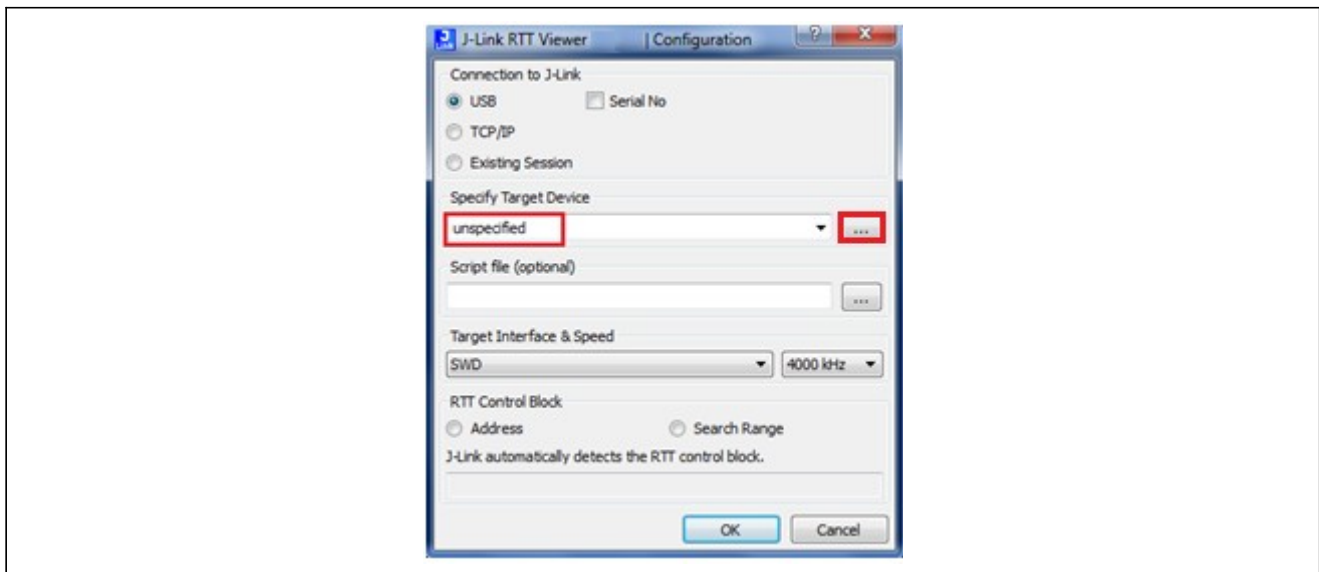 J-Link RTT Viewer | Configuration
Connection to J-Link
USB Serial No
TCP/IP
Existing Session
Specify Target Device
unspecified ...
Script file (optional)
...
Target Interface & Speed
SWD 4000 kHz
RTT Control Block
Address Search Range
J-Link automatically detects the RTT control block.
OK Cancel